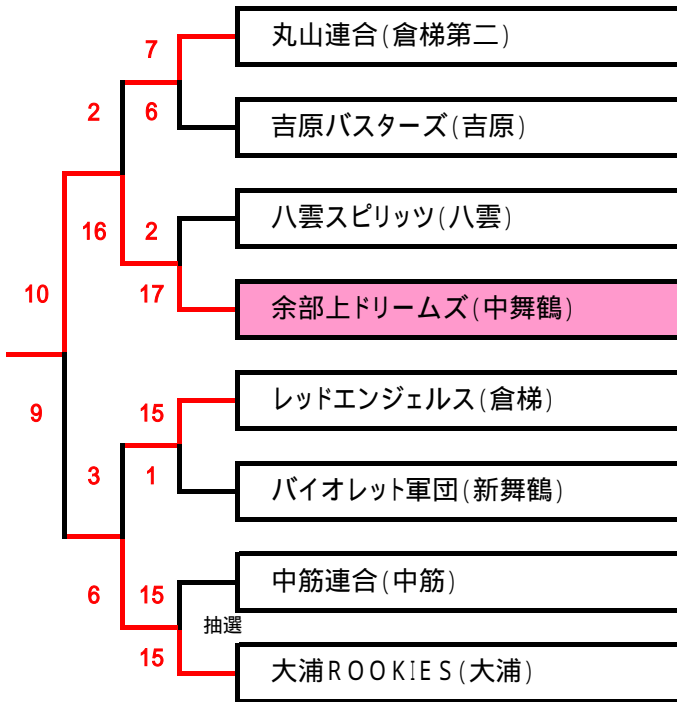 丸山連合(倉梯第二)
7
2
6
吉原バスターズ(吉原)
八雲スピリッツ(八雲)
16
2
10
17
余部上ドリームズ(中舞鶴)
レッドエンジェルス(倉梯)
9
15
3
1
バイオレット軍団(新舞鶴)
中筋連合(中筋)
6
15
抽選
15
大浦ROOKIES(大浦)